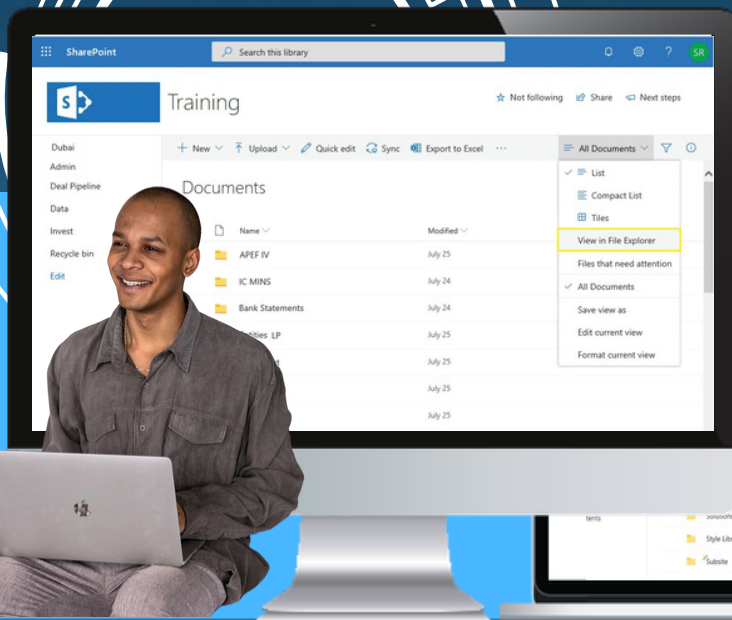 SharePoint
Search this library
SR
S
Training
Not following Share Next steps
New Upload Quick edit Sync Export to Excel ...
All Documents
Dubai
Admin
Deal Pipeline
Data
Invest
Recycle bin
Edit
Documents
Name Modified
APEF IV July 25
IC MINS July 24
Bank Statements July 24
LP July 25
July 25
July 25
July 25
List
Compact List
Tiles
View in File Explorer
Files that need attention
All Documents
Save view as
Edit current view
Format current view
tents
Style Lib
Subsite